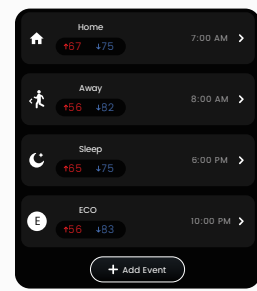 Home
↑67 ↓75
7:00 AM
Away
↑56 ↓82
8:00 AM
Sleep
↑65 ↓75
6:00 PM
E
ECO
↑56 ↓83
10:00 PM
+ Add Event